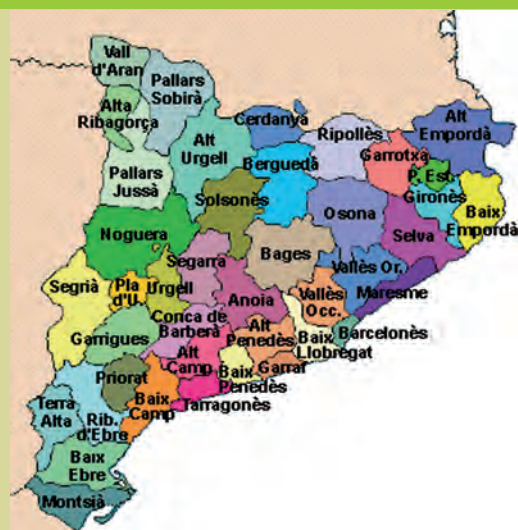 Vall
d'Aran
Pallars
Sobirà
Alta
Ribagorça
Cerdanya
Alt
Empordà
Alt
Urgell
Ripollès
Garrotxa
Berguedà
P. Est.
Pallars
Jussà
Gironès
Solsonès
Osona
Baix
Empordà
Noguera
Bages
Selva
Segarra
Vallès Or.
Segrià
Pla
d'U.
Urgell
Anoia
Vallès
Occ.
Maresme
Conca de
Barberà
Alt
Penedès
Baix
Llobregat
Barcelonès
Garrigues
Alt
Camp
Garraf
Priorat
Baix
Penedès
Terra
Alta
Rib.
d'Ebre
Baix
Camp
Tarragonès
Baix
Ebre
Montsià